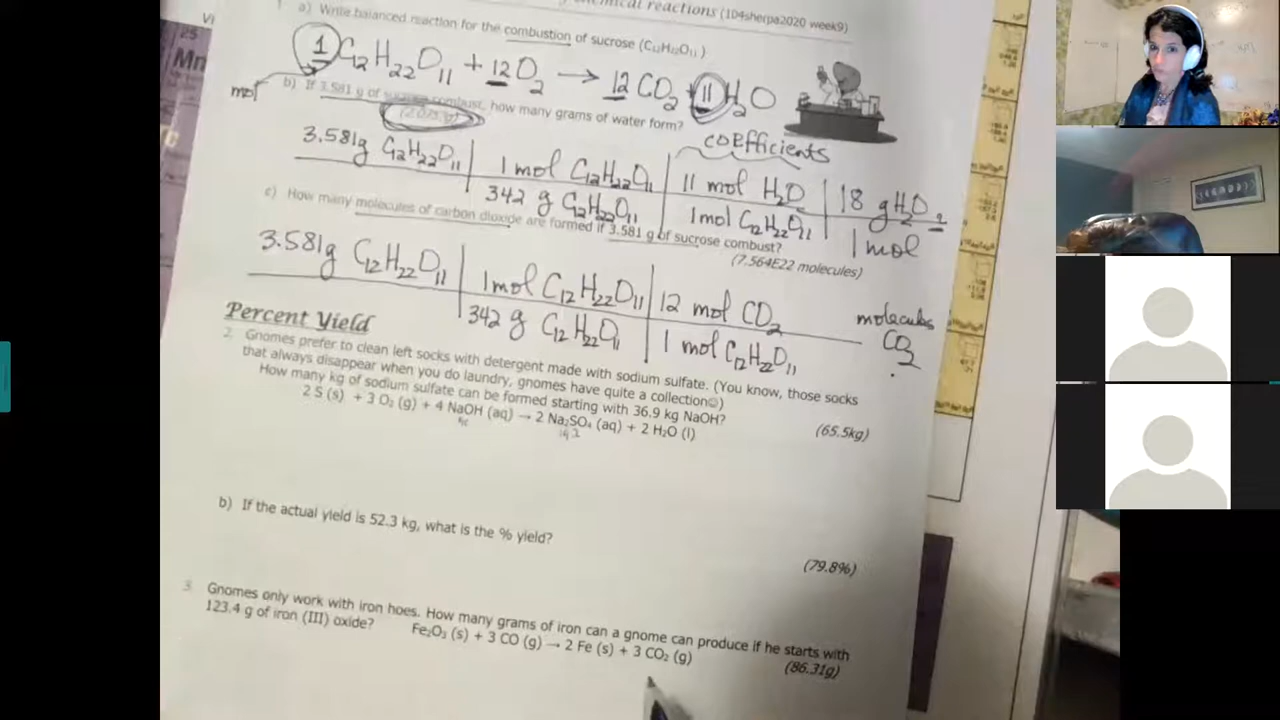 chemical reactions (104sherpa2020 week9)
a) Write balanced reaction for the combustion of sucrose (C₁₂H₂₂O₁₁)
1 C₁₂H₂₂O₁₁ + 12 O₂ → 12 CO₂ + 11 H₂O
mol
b) If 3.581 g of sucrose combust, how many grams of water form?
(2.073 g)
coefficients
3.581g C₁₂H₂₂O₁₁ | 1 mol C₁₂H₂₂O₁₁ | 11 mol H₂O | 18 g H₂O
342 g C₁₂H₂₂O₁₁ | 1mol C₁₂H₂₂O₁₁ | 1 mol
c) How many molecules of carbon dioxide are formed if 3.581 g of sucrose combust?
(7.564E22 molecules)
3.581g C₁₂H₂₂O₁₁ | 1mol C₁₂H₂₂O₁₁ | 12 mol CO₂
342 g C₁₂H₂₂O₁₁ | 1 mol C₁₂H₂₂O₁₁
molecules
CO₂
Percent Yield
2. Gnomes prefer to clean left socks with detergent made with sodium sulfate. (You know, those socks
that always disappear when you do laundry, gnomes have quite a collection☺)
How many kg of sodium sulfate can be formed starting with 36.9 kg NaOH?
2 S (s) + 3 O₂ (g) + 4 NaOH (aq) → 2 Na₂SO₄ (aq) + 2 H₂O (l)
(65.5kg)
b) If the actual yield is 52.3 kg, what is the % yield?
(79.8%)
3. Gnomes only work with iron hoes. How many grams of iron can a gnome can produce if he starts with
123.4 g of iron (III) oxide?
Fe₂O₃ (s) + 3 CO (g) → 2 Fe (s) + 3 CO₂ (g)
(86.31g)
25
Mn